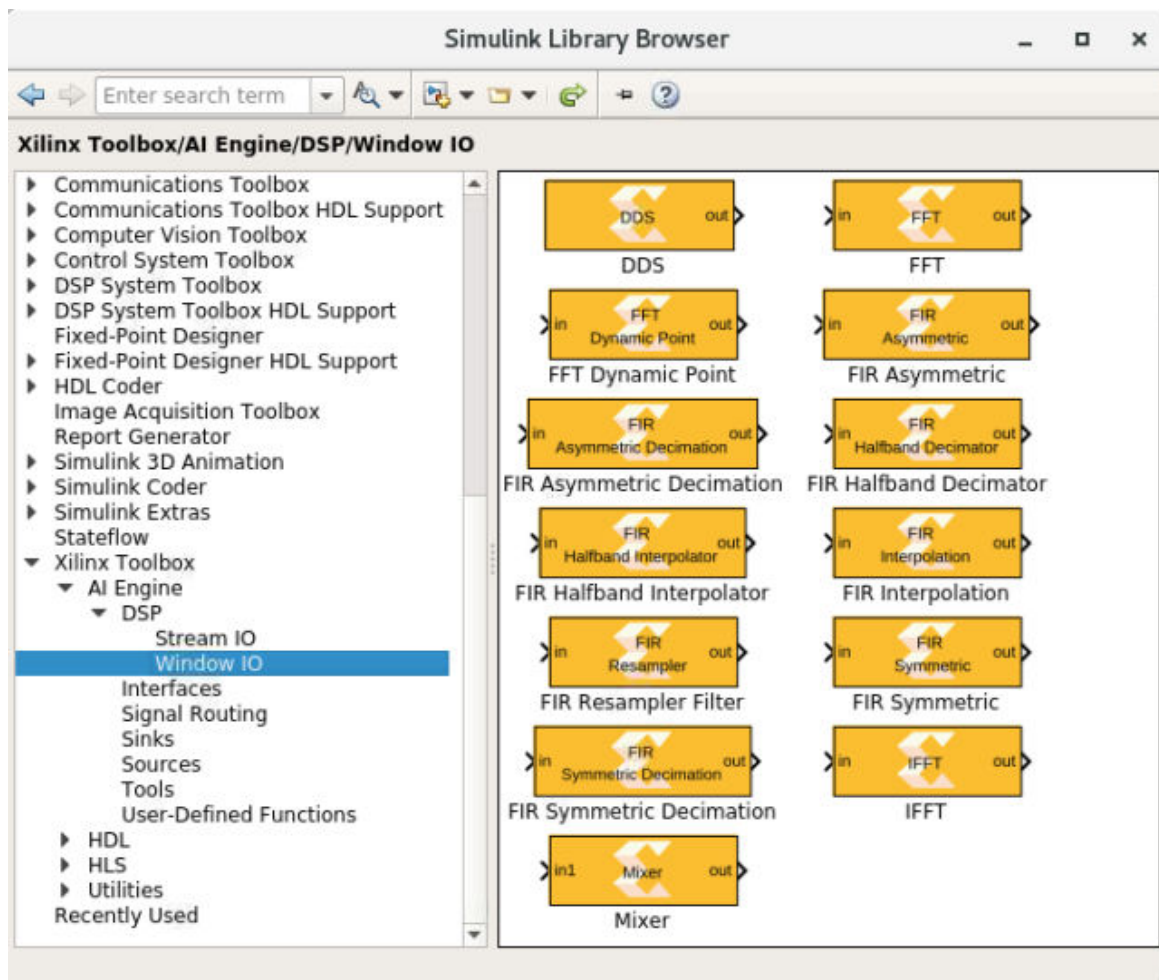 Simulink Library Browser
Enter search term
Xilinx Toolbox/AI Engine/DSP/Window IO
Communications Toolbox
Communications Toolbox HDL Support
Computer Vision Toolbox
Control System Toolbox
DSP System Toolbox
DSP System Toolbox HDL Support
Fixed-Point Designer
Fixed-Point Designer HDL Support
HDL Coder
Image Acquisition Toolbox
Report Generator
Simulink 3D Animation
Simulink Coder
Simulink Extras
Stateflow
Xilinx Toolbox
AI Engine
DSP
Stream IO
Window IO
Interfaces
Signal Routing
Sinks
Sources
Tools
User-Defined Functions
HDL
HLS
Utilities
Recently Used
DDS out
DDS
in FFT out
FFT
in FFT Dynamic Point out
FFT Dynamic Point
in FIR Asymmetric out
FIR Asymmetric
in FIR Asymmetric Decimation out
FIR Asymmetric Decimation
in FIR Halfband Decimator out
FIR Halfband Decimator
in FIR Halfband Interpolator out
FIR Halfband Interpolator
in FIR Interpolation out
FIR Interpolation
in FIR Resampler out
FIR Resampler Filter
in FIR Symmetric out
FIR Symmetric
in FIR Symmetric Decimation out
FIR Symmetric Decimation
in IFFT out
IFFT
in1 Mixer out
Mixer